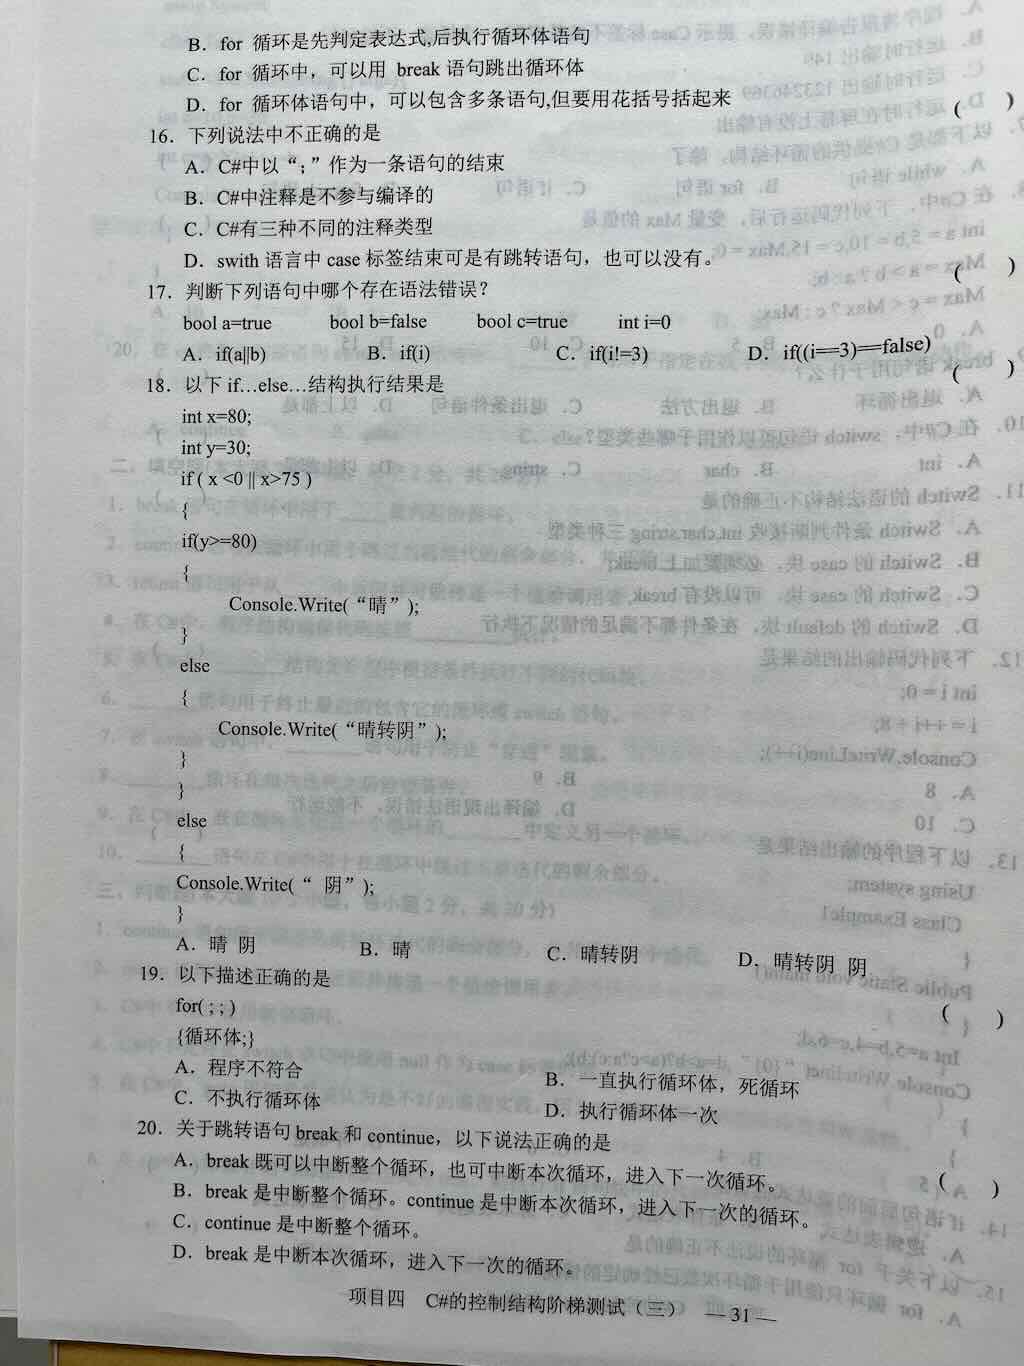 B．for 循环是先判定表达式,后执行循环体语句
C．for 循环中，可以用 break 语句跳出循环体
D．for 循环体语句中，可以包含多条语句,但要用花括号括起来
16．下列说法中不正确的是 ( )
A．C#中以“；”作为一条语句的结束
B．C#中注释是不参与编译的
C．C#有三种不同的注释类型
D．swith 语言中 case 标签结束可是有跳转语句，也可以没有。
17．判断下列语句中哪个存在语法错误? ( )
bool a=true bool b=false bool c=true int i=0
A．if(a||b) B．if(i) C．if(i!=3) D．if((i==3)==false)
18．以下 if…else…结构执行结果是 ( )
int x=80;
int y=30;
if ( x <0 || x>75 )
{
if(y>=80)
{
Console.Write(“晴”);
}
else
{
Console.Write(“晴转阴”);
}
}
else
{
Console.Write(“ 阴”);
}
A．晴 阴 B．晴 C．晴转阴 D．晴转阴 阴
19．以下描述正确的是 ( )
for( ; ; )
{循环体;}
A．程序不符合 B．一直执行循环体，死循环
C．不执行循环体 D．执行循环体一次
20．关于跳转语句 break 和 continue，以下说法正确的是 ( )
A．break 既可以中断整个循环，也可中断本次循环，进入下一次循环。
B．break 是中断整个循环。continue 是中断本次循环，进入下一次的循环。
C．continue 是中断整个循环。
D．break 是中断本次循环，进入下一次的循环。
项目四 C#的控制结构阶梯测试（三） — 31 —